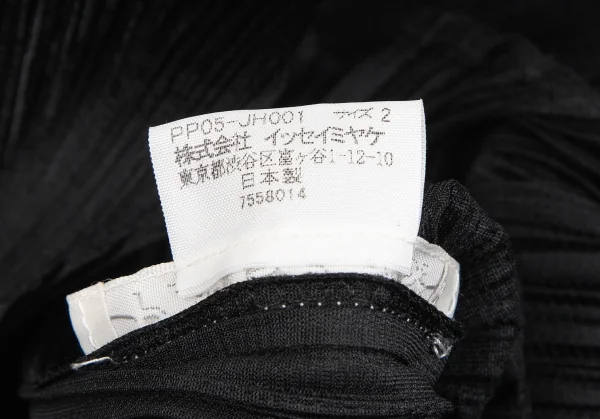 PP05-JH001 サイズ 2
株式会社 イッセイミヤケ
東京都渋谷区富ヶ谷1-12-10
日本製
7558014